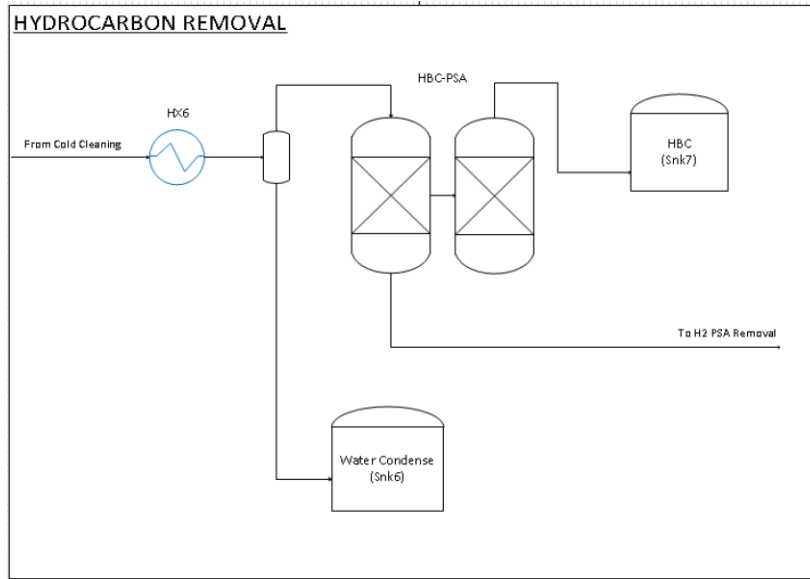 HYDROCARBON REMOVAL
HBC-PSA
HX6
From Cold Cleaning
HBC
(Snk7)
To H2 PSA Removal
Water Condense
(Snk6)